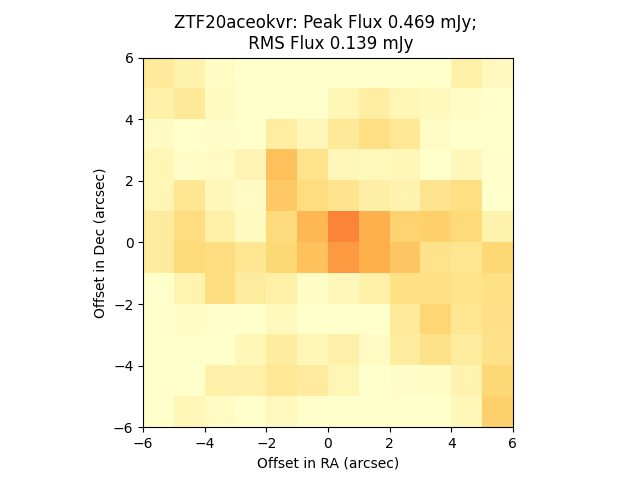 ZTF20aceokvr: Peak Flux 0.469 mJy;
RMS Flux 0.139 mJy
6
4
2
0
−2
−4
−6
Offset in Dec (arcsec)
−6 −4 −2 0 2 4 6
Offset in RA (arcsec)